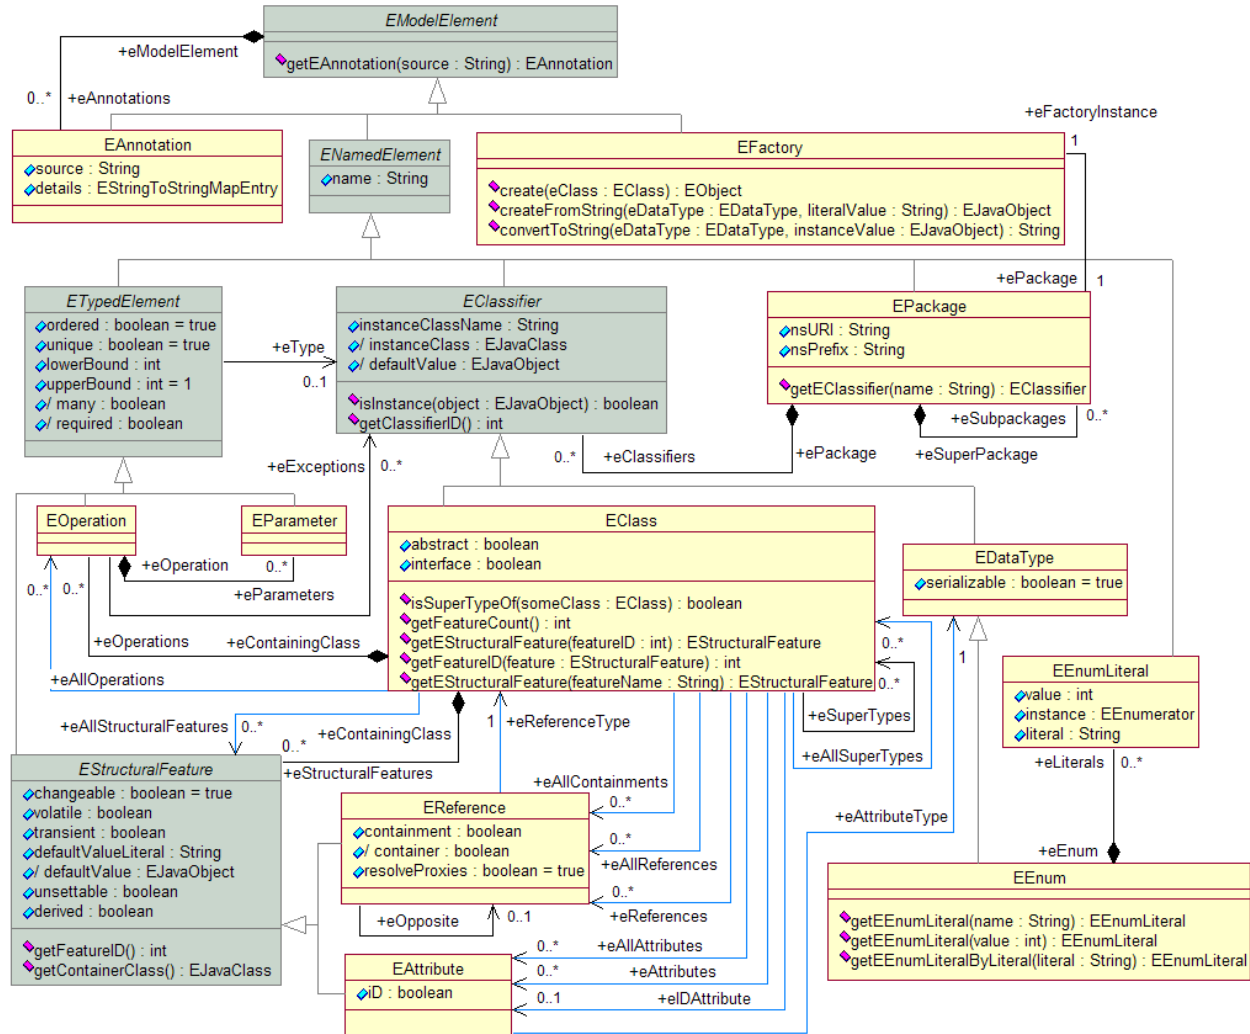 EModelElement
getEAnnotation(source : String) : EAnnotation
+eModelElement
0..*
+eAnnotations
EAnnotation
source : String
details : EStringToStringMapEntry
ENamedElement
name : String
+eFactoryInstance
1
EFactory
create(eClass : EClass) : EObject
createFromString(eDataType : EDataType, literalValue : String) : EJavaObject
convertToString(eDataType : EDataType, instanceValue : EJavaObject) : String
+ePackage
1
ETypedElement
ordered : boolean = true
unique : boolean = true
lowerBound : int
upperBound : int = 1
/ many : boolean
/ required : boolean
+eType
0..1
EClassifier
instanceClassName : String
/ instanceClass : EJavaClass
/ defaultValue : EJavaObject
isInstance(object : EJavaObject) : boolean
getClassifierID() : int
EPackage
nsURI : String
nsPrefix : String
getEClassifier(name : String) : EClassifier
+eSubpackages
0..*
+eSuperPackage
+ePackage
+eClassifiers
0..*
+eExceptions
0..*
EOperation
EParameter
+eOperation
0..*
+eParameters
0..*
0..*
+eOperations
+eContainingClass
+eAllOperations
EClass
abstract : boolean
interface : boolean
isSuperTypeOf(someClass : EClass) : boolean
getFeatureCount() : int
getEStructuralFeature(featureID : int) : EStructuralFeature
getFeatureID(feature : EStructuralFeature) : int
getEStructuralFeature(featureName : String) : EStructuralFeature
0..*
0..*
+eSuperTypes
+eAllSuperTypes
EDataType
serializable : boolean = true
1
EEnumLiteral
value : int
instance : EEnumerator
literal : String
+eLiterals
0..*
+eEnum
EEnum
getEEnumLiteral(name : String) : EEnumLiteral
getEEnumLiteral(value : int) : EEnumLiteral
getEEnumLiteralByLiteral(literal : String) : EEnumLiteral
+eAllStructuralFeatures
0..*
+eContainingClass
0..*
+eStructuralFeatures
1
+eReferenceType
EStructuralFeature
changeable : boolean = true
volatile : boolean
transient : boolean
defaultValueLiteral : String
/ defaultValue : EJavaObject
unsettable : boolean
derived : boolean
getFeatureID() : int
getContainerClass() : EJavaClass
EReference
containment : boolean
/ container : boolean
resolveProxies : boolean = true
+eAllContainments
0..*
0..*
+eAllReferences
0..*
+eReferences
+eOpposite
0..1
+eAttributeType
EAttribute
iD : boolean
+eAllAttributes
0..*
0..*
+eAttributes
0..1
+eIDAttribute